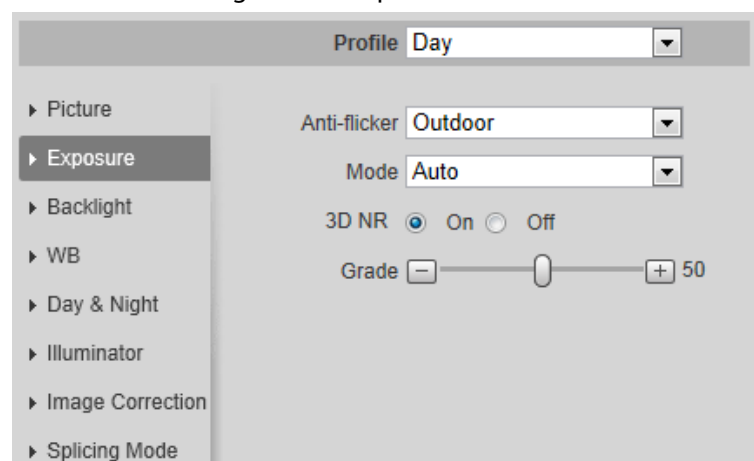 Profile Day
Picture
Exposure
Backlight
WB
Day & Night
Illuminator
Image Correction
Splicing Mode
Anti-flicker Outdoor
Mode Auto
3D NR On Off
Grade 50